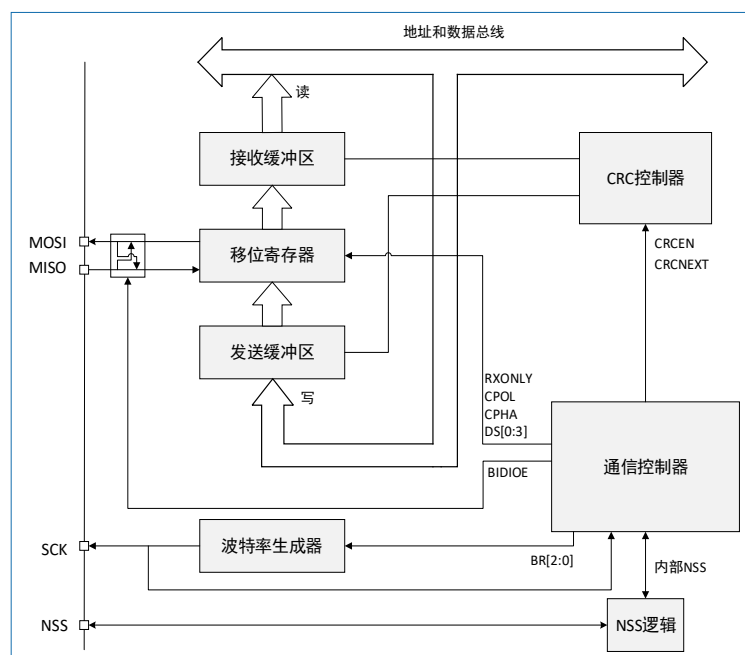 地址和数据总线
读
接收缓冲区
CRC控制器
MOSI
MISO
移位寄存器
CRCEN
CRCNEXT
发送缓冲区
写
RXONLY
CPOL
CPHA
DS[0:3]
通信控制器
BIDIOE
SCK
波特率生成器
BR[2:0]
内部NSS
NSS
NSS逻辑